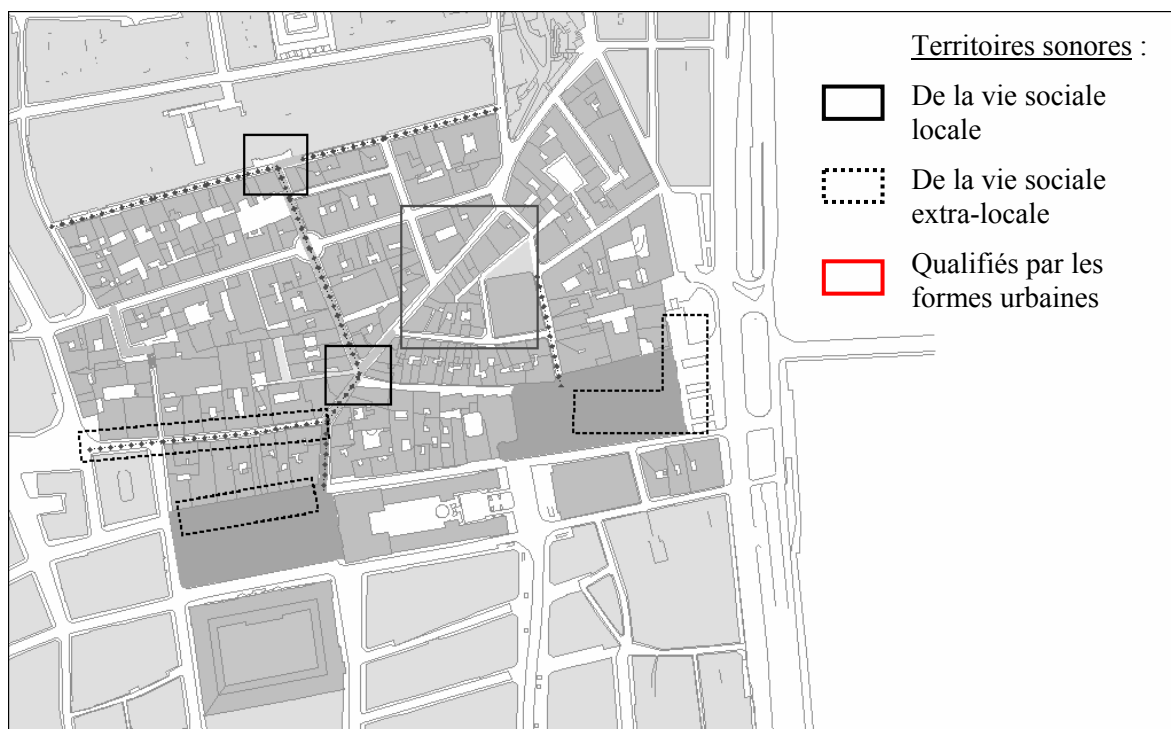 Territoires sonores :
De la vie sociale
locale
De la vie sociale
extra-locale
Qualifiés par les
formes urbaines